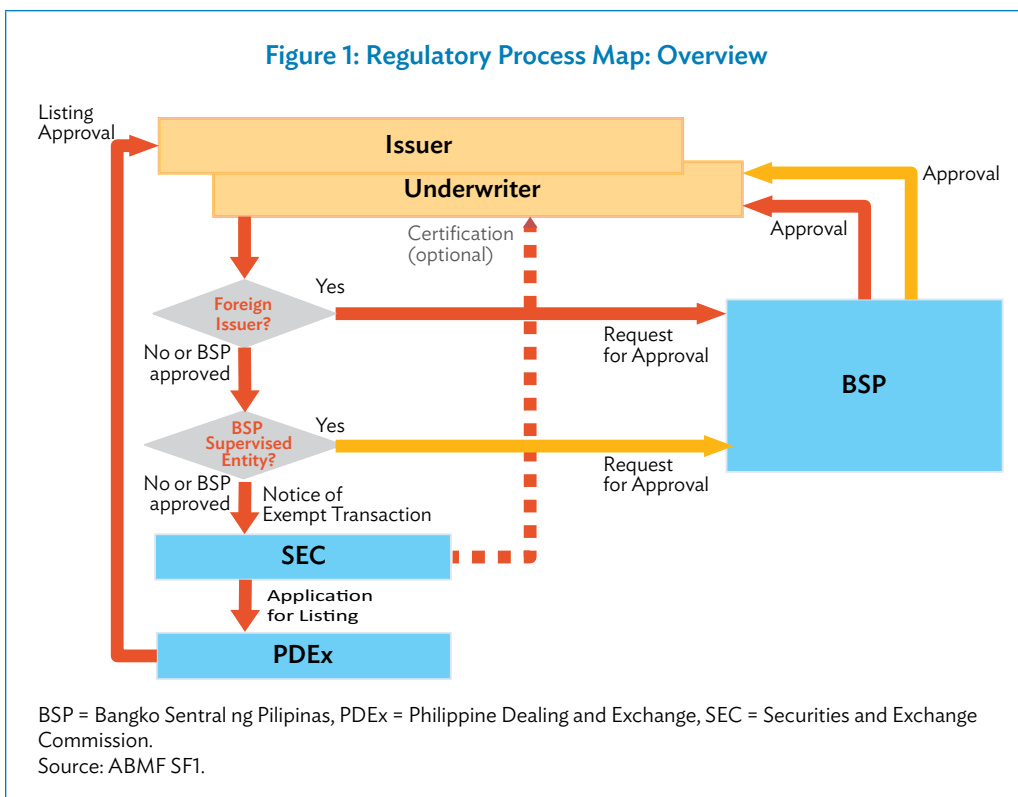 Figure 1: Regulatory Process Map: Overview
Listing
Approval
Issuer
Underwriter
Approval
Approval
Certification
(optional)
Foreign
Issuer?
Yes
Request
for Approval
No or BSP
approved
BSP
BSP
Supervised
Entity?
Yes
Request
for Approval
No or BSP
approved
Notice of
Exempt Transaction
SEC
Application
for Listing
PDEx
BSP = Bangko Sentral ng Pilipinas, PDEx = Philippine Dealing and Exchange, SEC = Securities and Exchange
Commission.
Source: ABMF SF1.